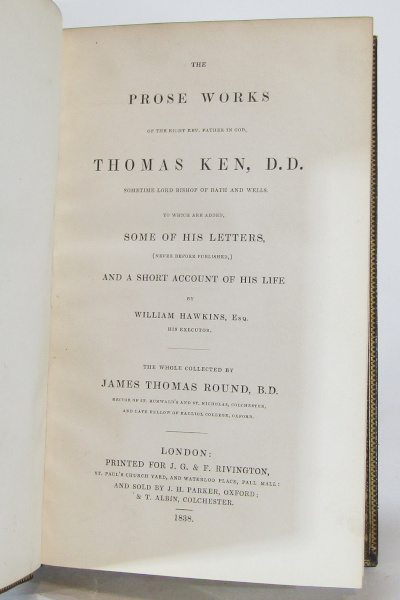 THE
PROSE WORKS
OF THE RIGHT REV. FATHER IN GOD,
THOMAS KEN, D.D.
SOMETIME LORD BISHOP OF BATH AND WELLS.
TO WHICH ARE ADDED,
SOME OF HIS LETTERS,
(NEVER BEFORE PUBLISHED,)
AND A SHORT ACCOUNT OF HIS LIFE
BY
WILLIAM HAWKINS, Esq.
HIS EXECUTOR.
THE WHOLE COLLECTED BY
JAMES THOMAS ROUND, B.D.
RECTOR OF ST. RUNWALD'S AND ST. NICHOLAS, COLCHESTER,
AND LATE FELLOW OF BALLIOL COLLEGE, OXFORD.
LONDON:
PRINTED FOR J. G. & F. RIVINGTON,
ST. PAUL'S CHURCH YARD, AND WATERLOO PLACE, PALL MALL:
AND SOLD BY J. H. PARKER, OXFORD;
& T. ALBIN, COLCHESTER.
1838.